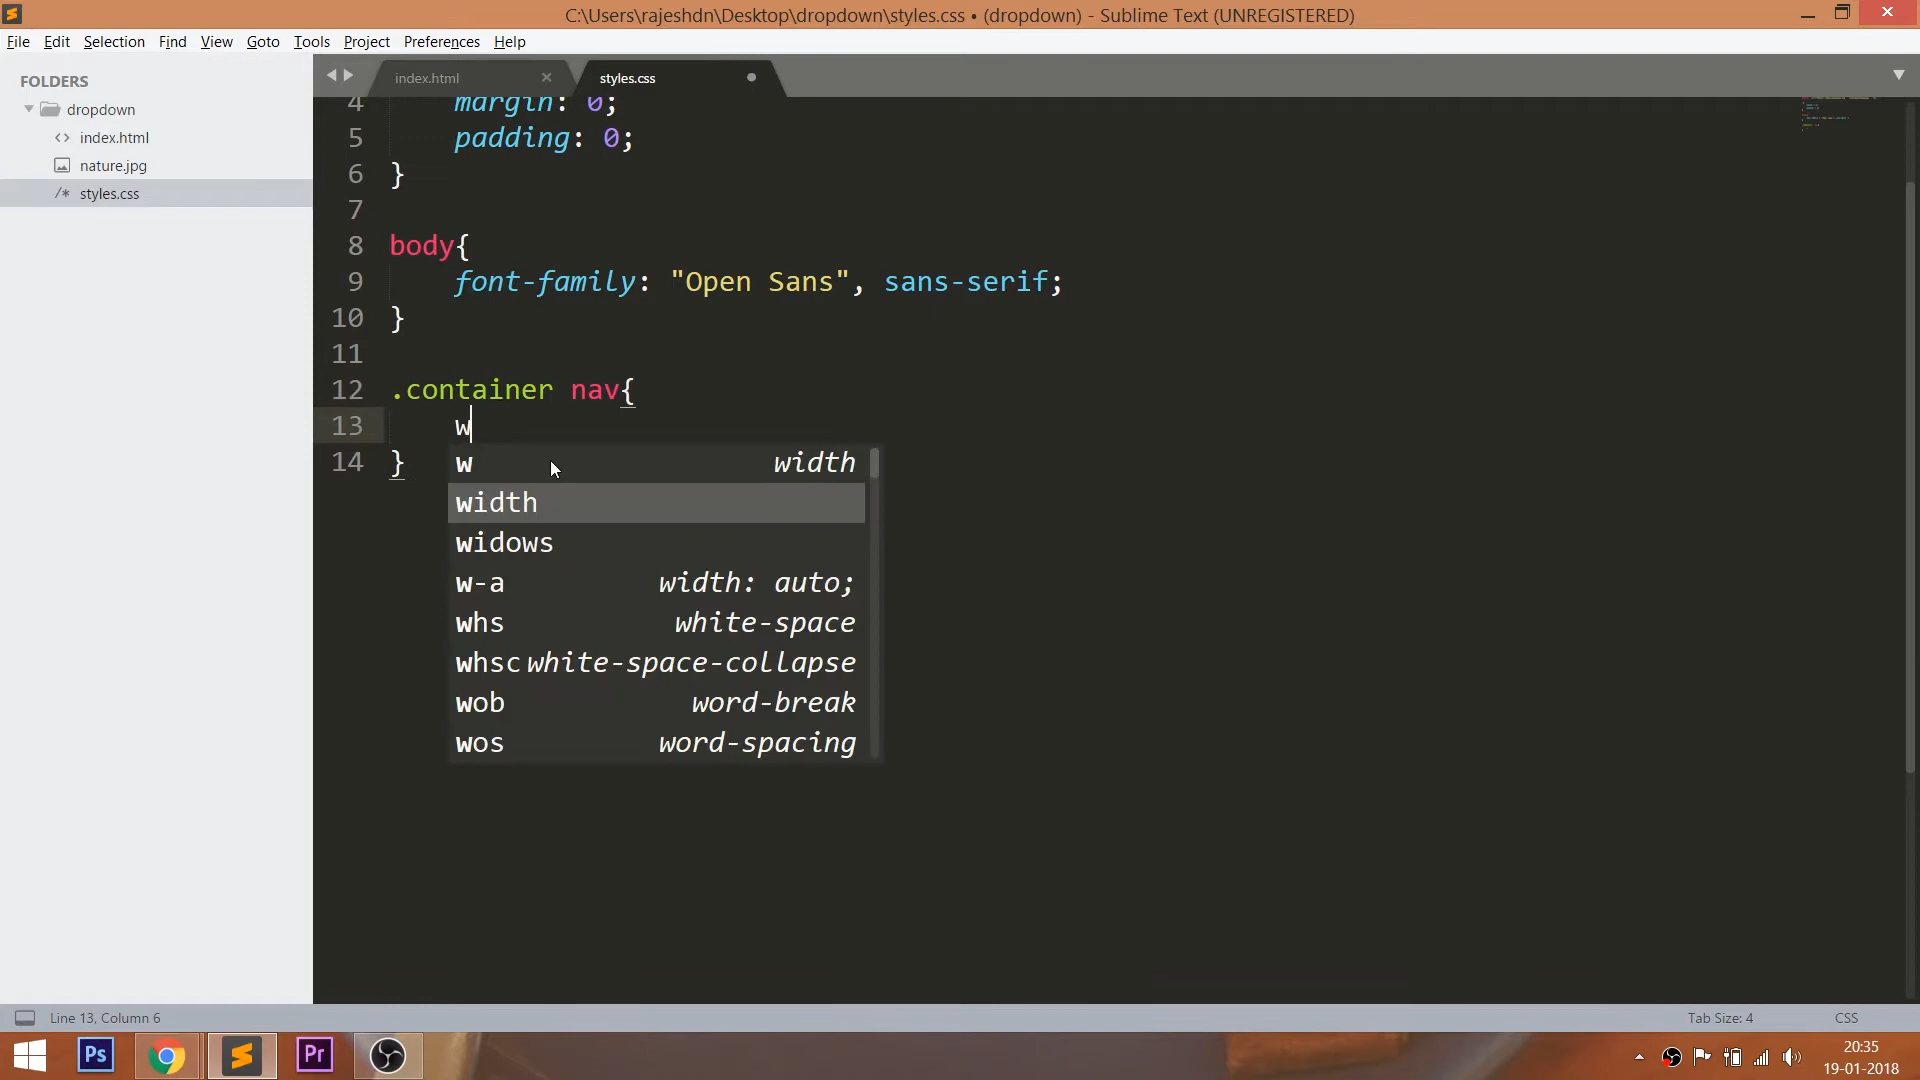 C:\Users\rajeshdn\Desktop\dropdown\styles.css • (dropdown) - Sublime Text (UNREGISTERED)
File Edit Selection Find View Goto Tools Project Preferences Help
FOLDERS
dropdown
<> index.html
nature.jpg
/* styles.css
index.html × styles.css
4 margin: 0;
5 padding: 0;
6 }
7
8 body{
9 font-family: "Open Sans", sans-serif;
10 }
11
12 .container nav{
13 w
14 }
w width
width
widows
w-a width: auto;
whs white-space
whsc white-space-collapse
wob word-break
wos word-spacing
Line 13, Column 6
Tab Size: 4 CSS
Ps
Pr
20:35
19-01-2018